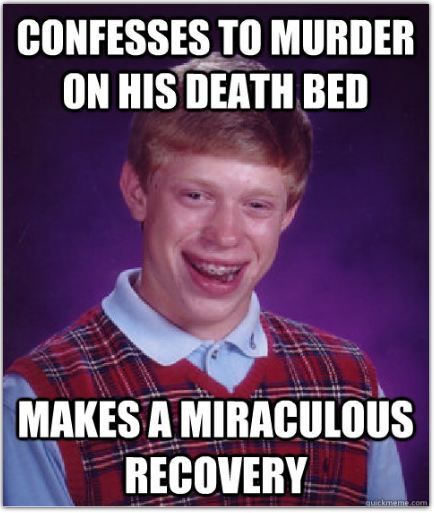 CONFESSES TO MURDER
ON HIS DEATH BED
MAKES A MIRACULOUS
RECOVERY
quickmeme.com